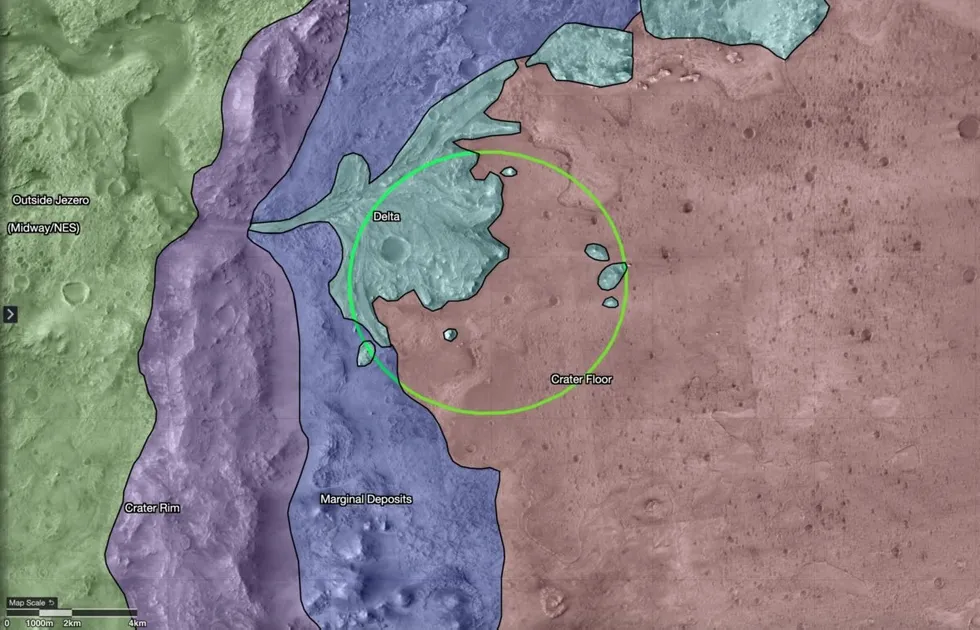 Outside Jezero
(Midway/NES)
Delta
Crater Floor
Marginal Deposits
Crater Rim
Map Scale
0 1000m 2km 4km